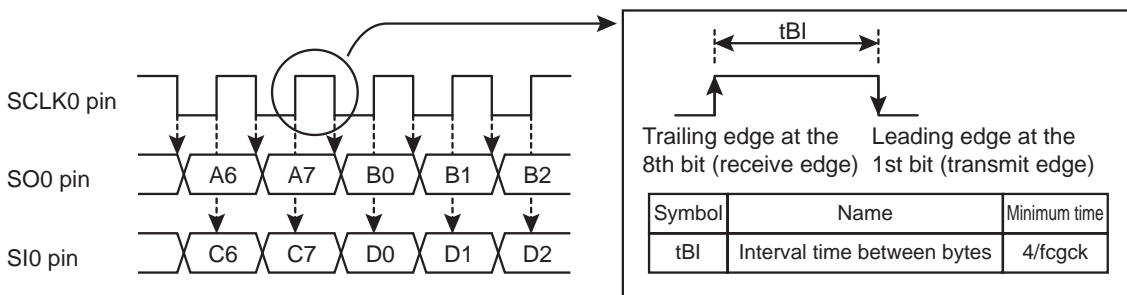 tBI
SCLK0 pin
Trailing edge at the
8th bit (receive edge)
Leading edge at the
1st bit (transmit edge)
SO0 pin A6 A7 B0 B1 B2
SI0 pin C6 C7 D0 D1 D2
Symbol Name Minimum time
tBI Interval time between bytes 4/fcgck